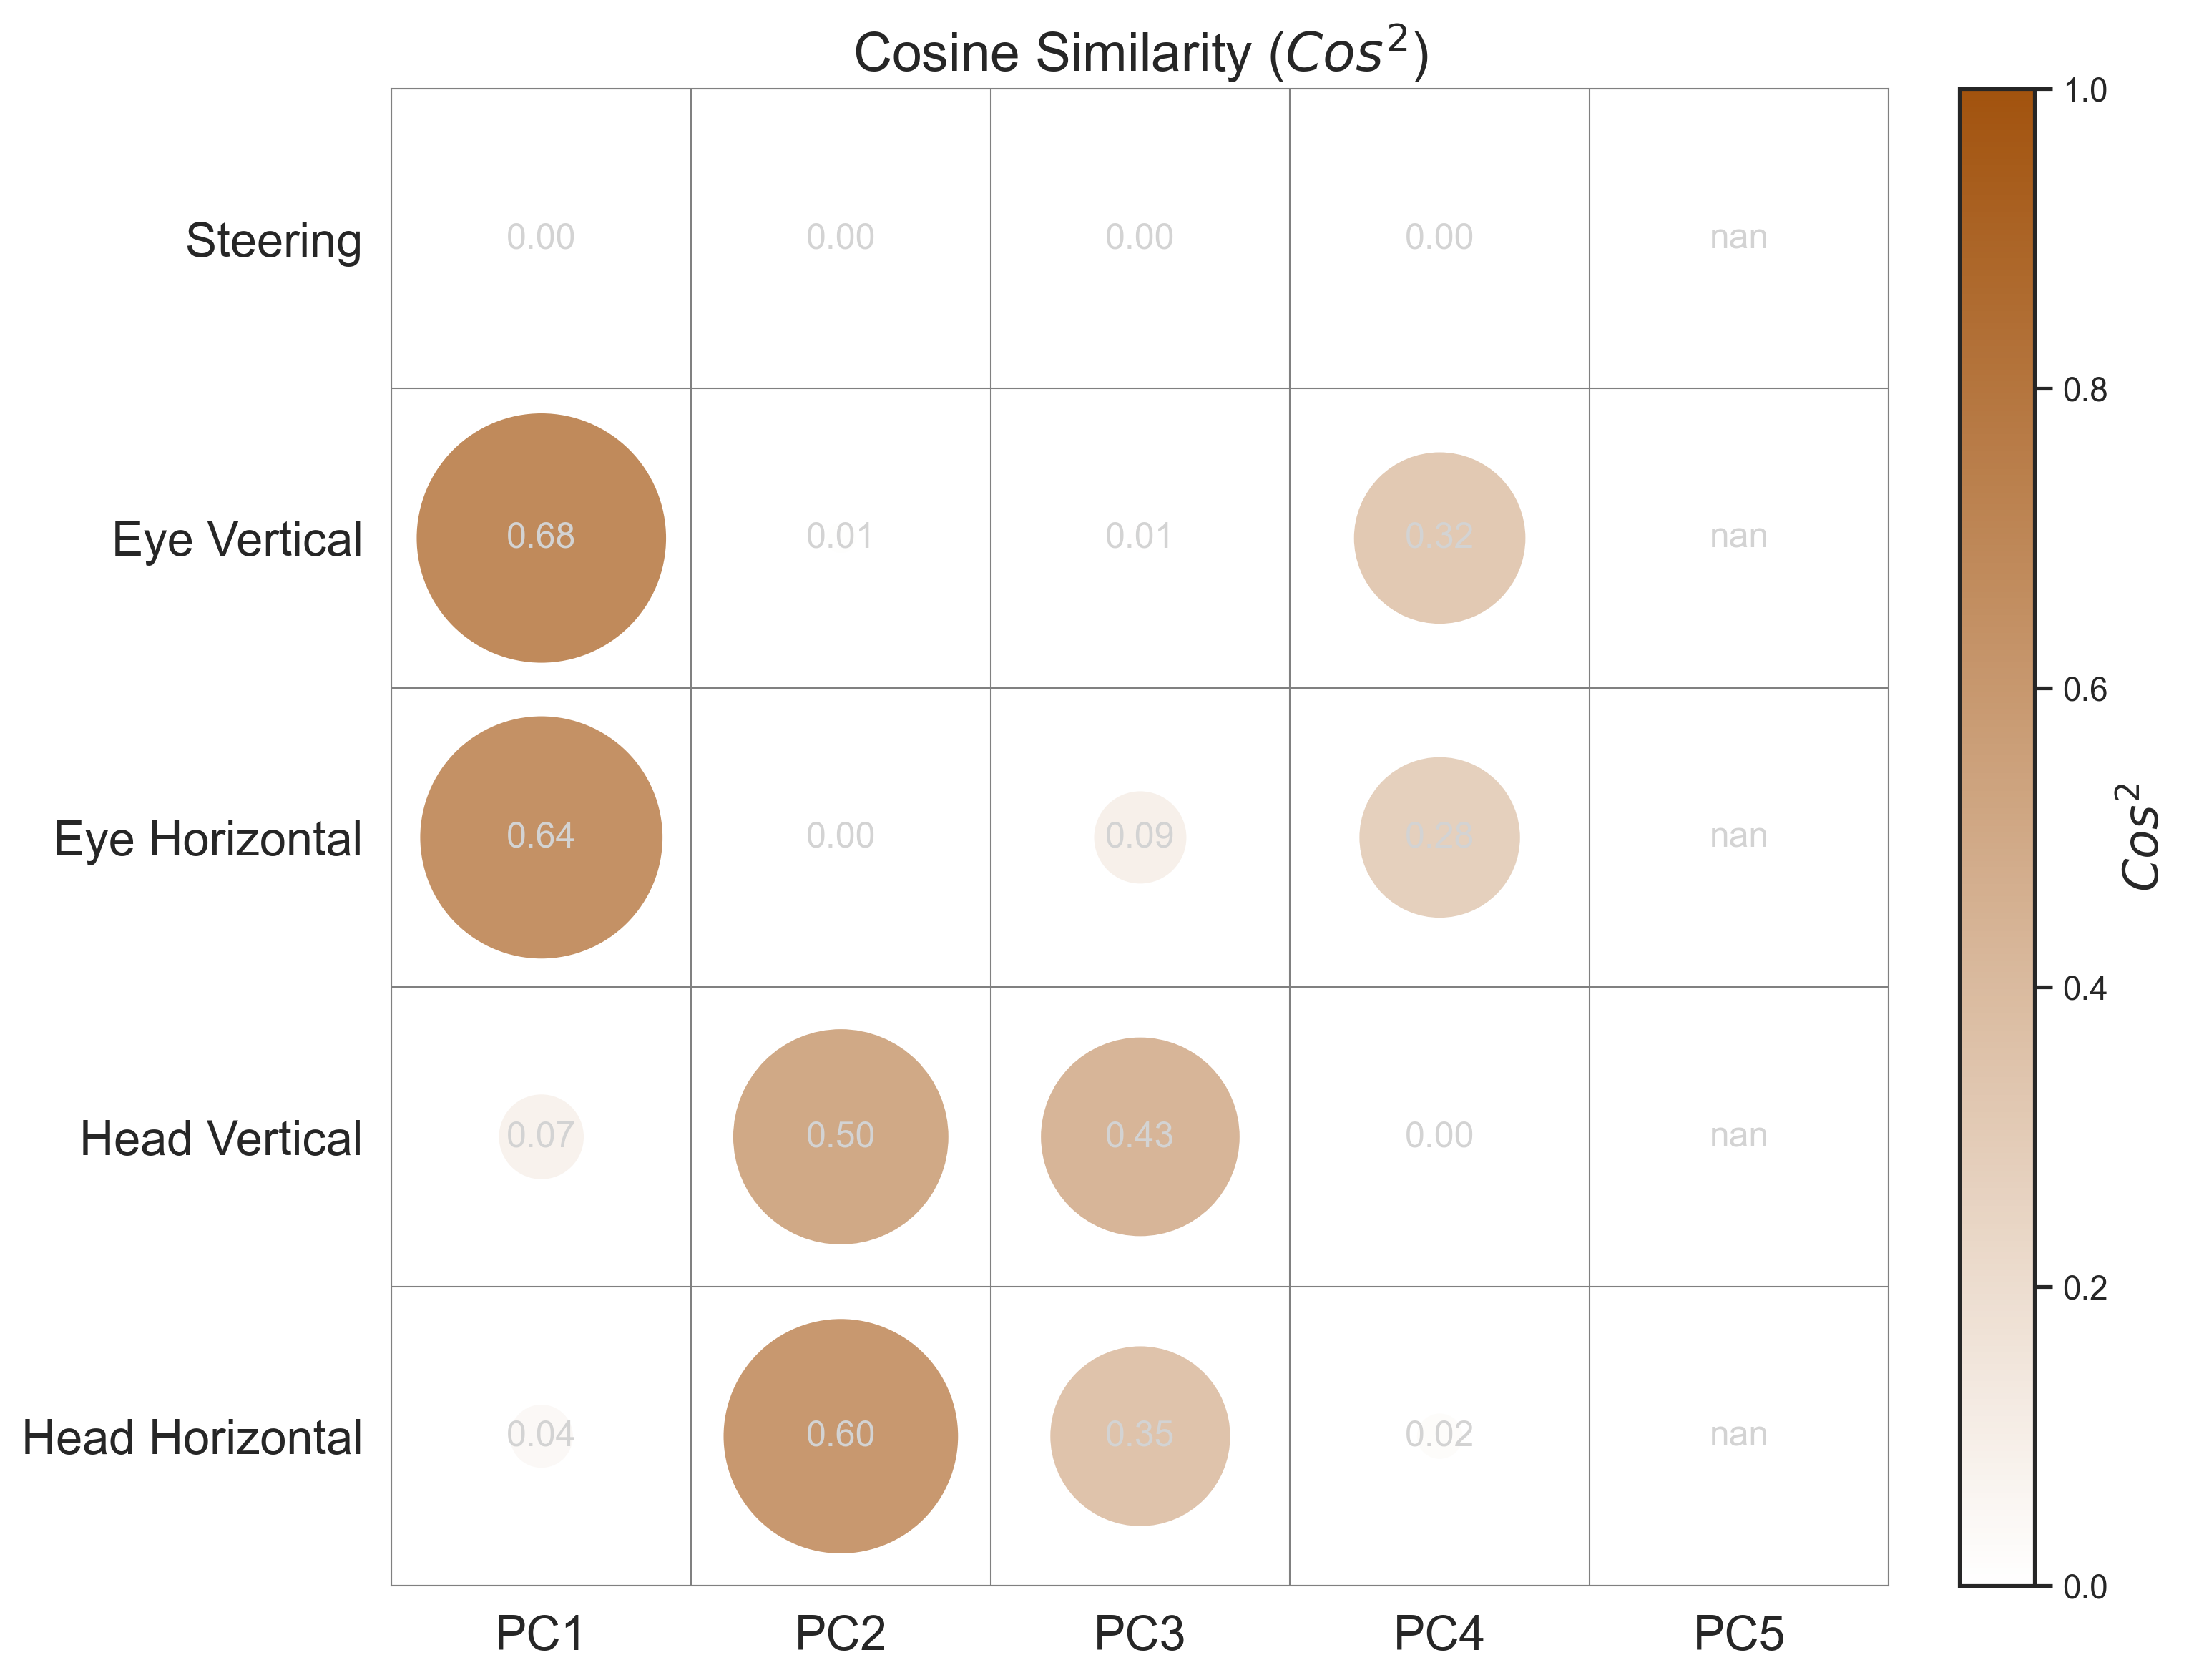 Cosine Similarity (Cos²)
Steering 0.00 0.00 0.00 0.00 nan
Eye Vertical 0.68 0.01 0.01 0.32 nan
Eye Horizontal 0.64 0.00 0.09 0.28 nan
Head Vertical 0.07 0.50 0.43 0.00 nan
Head Horizontal 0.04 0.60 0.35 0.02 nan
PC1 PC2 PC3 PC4 PC5
1.0
0.8
0.6
0.4
0.2
0.0
Cos²